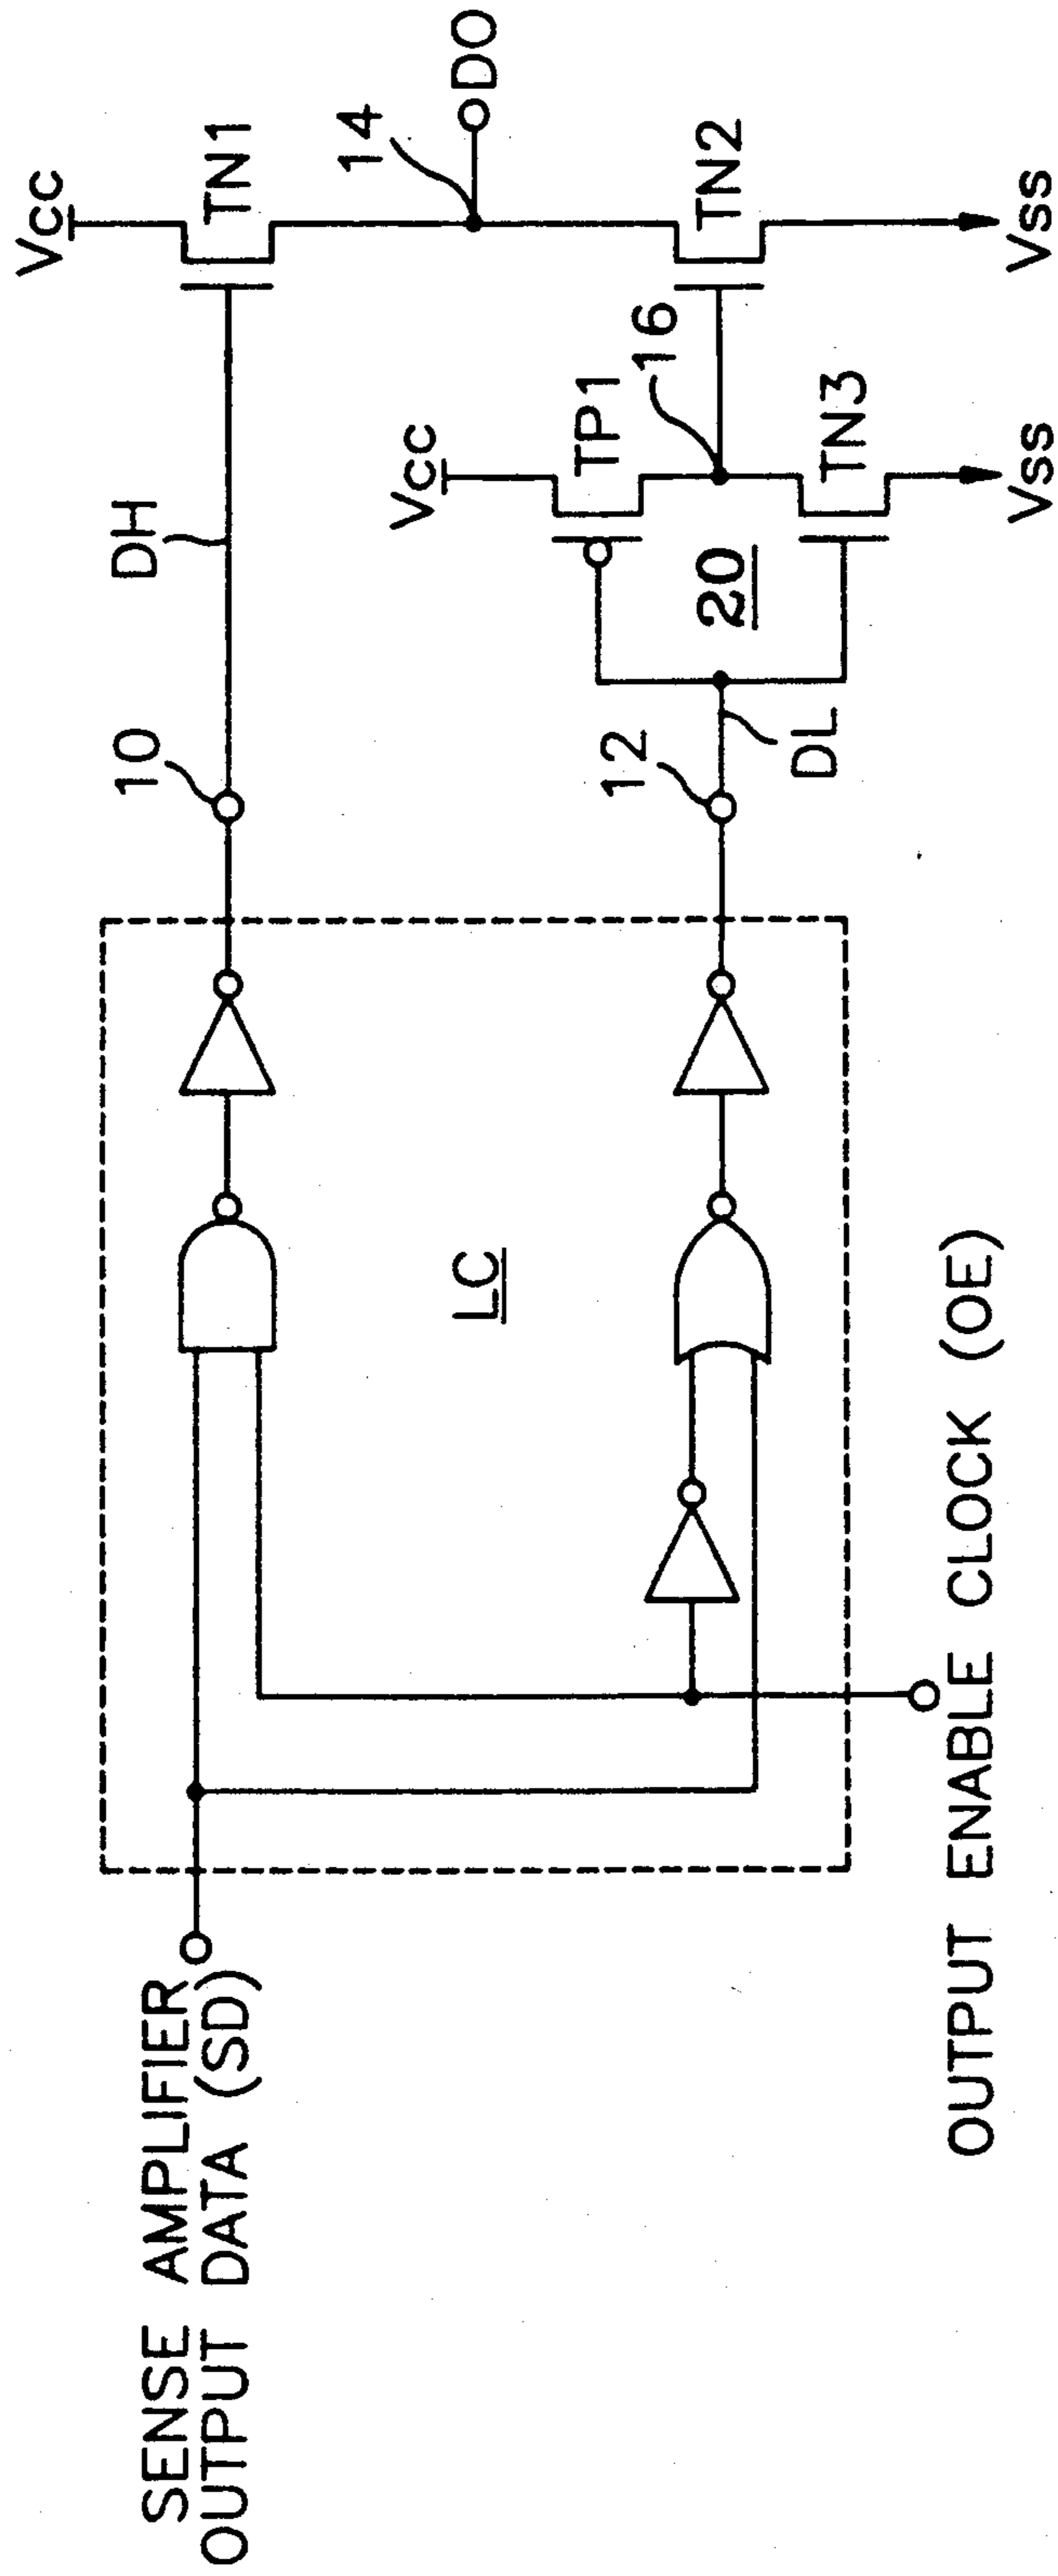 SENSE AMPLIFIER
OUTPUT DATA (SD)
OUTPUT ENABLE CLOCK (OE)
LC
10
DH
12
DL
20
VCC
TP1
16
TN3
VSS
VCC
TN1
14
DO
TN2
VSS